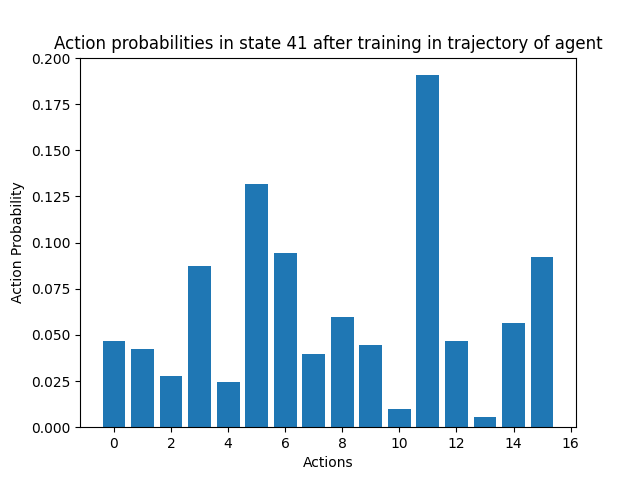 Action probabilities in state 41 after training in trajectory of agent
0.200
0.175
0.150
0.125
0.100
0.075
0.050
0.025
0.000
Action Probability
0 2 4 6 8 10 12 14 16
Actions